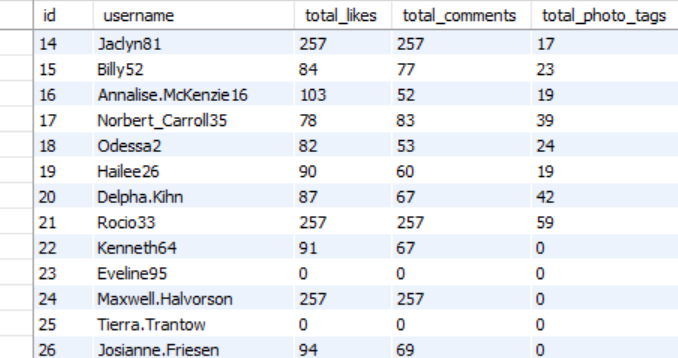 id username total_likes total_comments total_photo_tags
14 Jaclyn81 257 257 17
15 Billy52 84 77 23
16 Annalise.McKenzie16 103 52 19
17 Norbert_Carroll35 78 83 39
18 Odessa2 82 53 24
19 Hailee26 90 60 19
20 Delpha.Kihn 87 67 42
21 Rocio33 257 257 59
22 Kenneth64 91 67 0
23 Eveline95 0 0 0
24 Maxwell.Halvorson 257 257 0
25 Tierra.Trantow 0 0 0
26 Josianne.Friesen 94 69 0